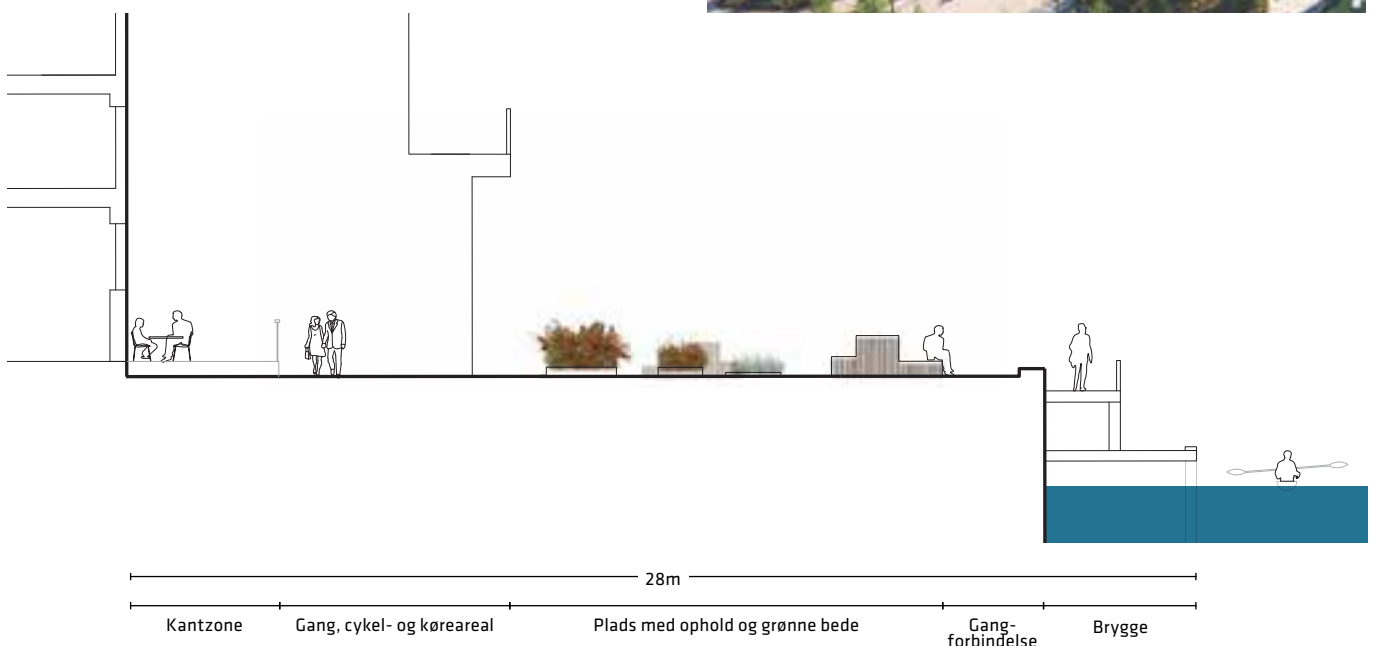 28m
Kantzone
Gang, cykel- og køreareal
Plads med ophold og grønne bede
Gang-
forbindelse
Brygge